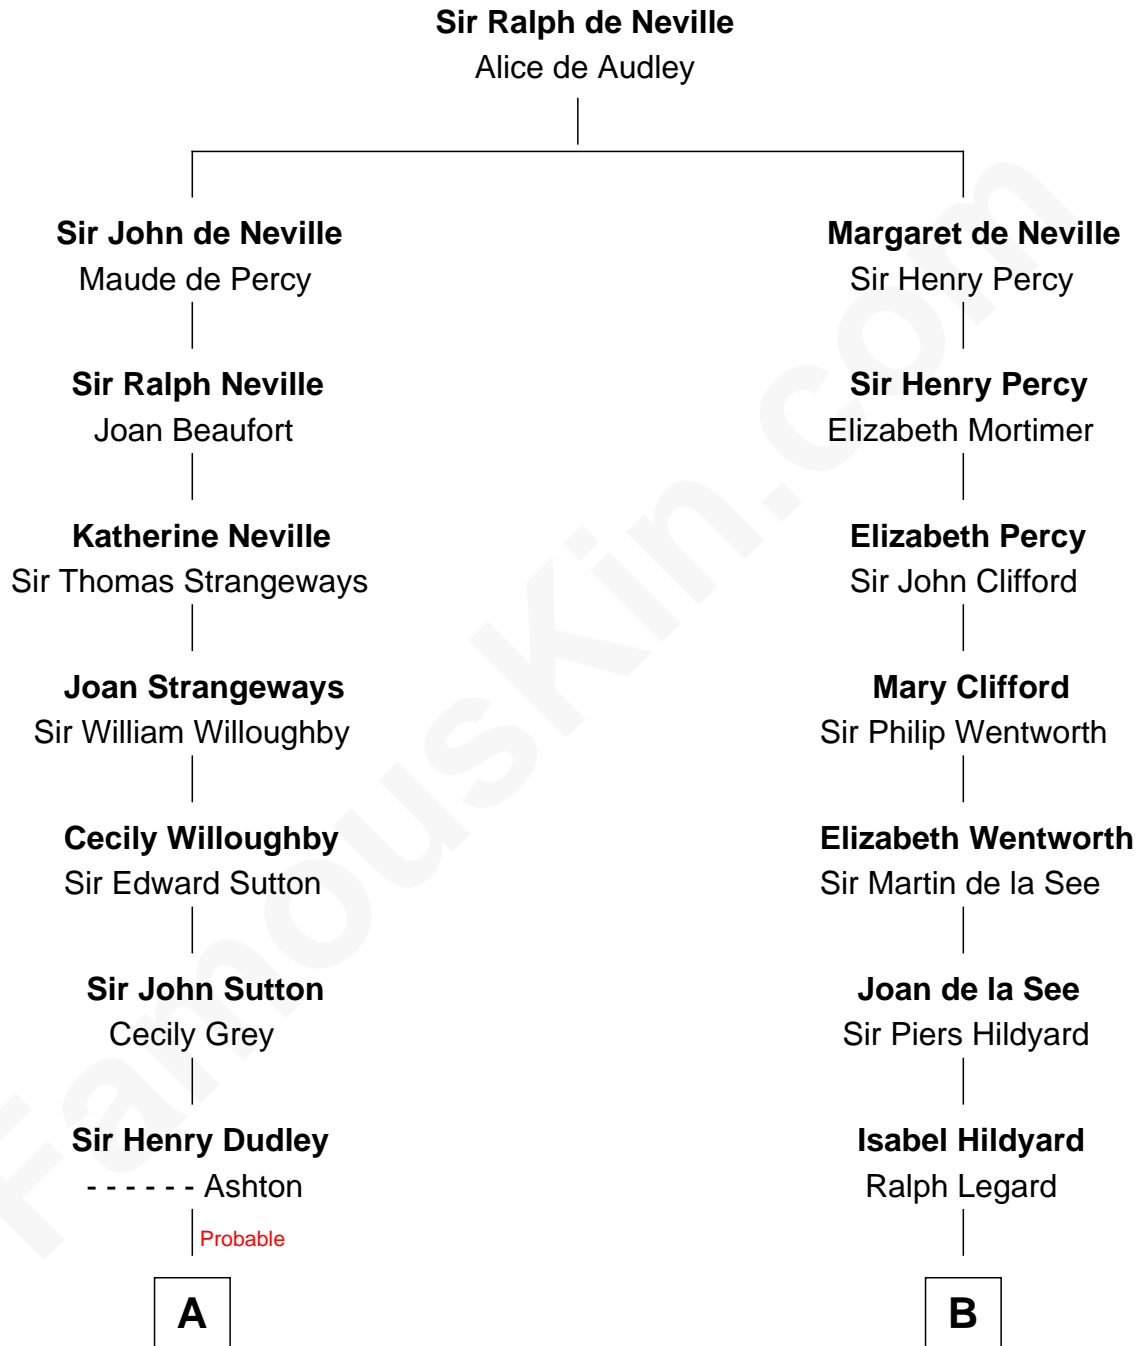 Sir Ralph de Neville
Alice de Audley
Sir John de Neville
Maude de Percy
Margaret de Neville
Sir Henry Percy
Sir Ralph Neville
Joan Beaufort
Sir Henry Percy
Elizabeth Mortimer
Katherine Neville
Sir Thomas Strangeways
Elizabeth Percy
Sir John Clifford
Joan Strangeways
Sir William Willoughby
Mary Clifford
Sir Philip Wentworth
Cecily Willoughby
Sir Edward Sutton
Elizabeth Wentworth
Sir Martin de la See
Sir John Sutton
Cecily Grey
Joan de la See
Sir Piers Hildyard
Sir Henry Dudley
- - - - - - Ashton
Isabel Hildyard
Ralph Legard
Probable
A
B
FamousKin.com